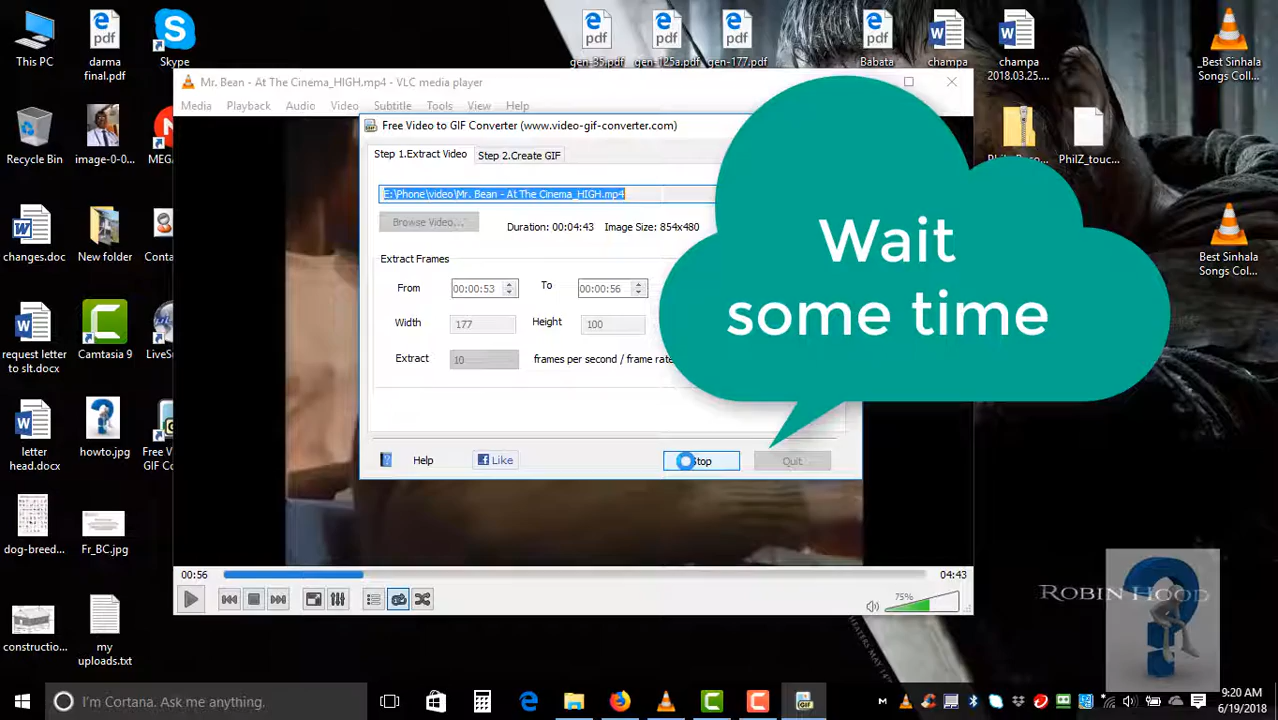 This PC
darma
final.pdf
Skype
gen-35.pdf
gen-125a.pdf
gen-177.pdf
Babata
champa
champa
2018.03.25....
_Best Sinhala
Songs Coll...
Recycle Bin
image-0-0...
MEGA
PhilZ_touc...
changes.doc
New folder
Conta
Best Sinhala
Songs Col...
request letter
to slt.docx
Camtasia 9
LiveS
letter
head.docx
howto.jpg
Free V
GIF Co
dog-breed...
Fr_BC.jpg
constructio...
my
uploads.txt
Mr. Bean - At The Cinema_HIGH.mp4 - VLC media player
Media Playback Audio Video Subtitle Tools View Help
Free Video to GIF Converter (www.video-gif-converter.com)
Step 1.Extract Video Step 2.Create GIF
E:\Phone\video\Mr. Bean - At The Cinema_HIGH.mp4
Browse Video... Duration: 00:04:43 Image Size: 854x480
Extract Frames
From 00:00:53 To 00:00:56
Width 177 Height 100
Extract 10 frames per second / frame rate
Help Like Stop Quit
Wait
some time
00:56 04:43
75%
ROBIN HOOD
I'm Cortana. Ask me anything.
GIF
9:20 AM
6/19/2018